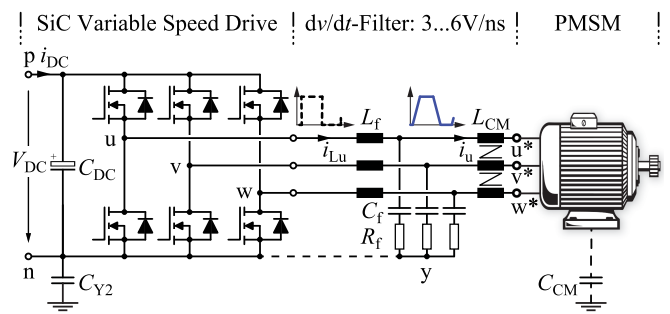 SiC Variable Speed Drive
dv/dt-Filter: 3...6V/ns
PMSM
p
iDC
VDC
+
CDC
n
CY2
u
v
w
iLu
Lf
iu
LCM
Cf
Rf
y
u*
v*
w*
0
CCM